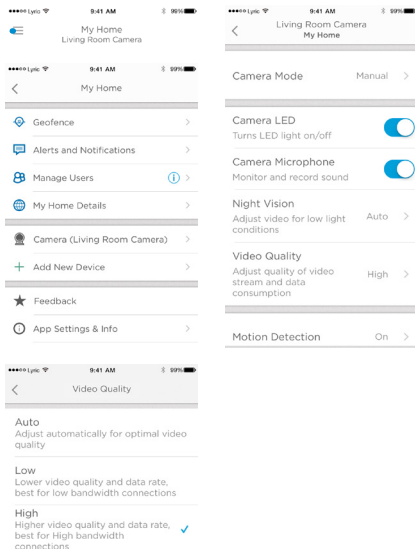 Lyric 9:41 AM 99%
My Home
Living Room Camera
Lyric 9:41 AM 99%
My Home
Geofence
Alerts and Notifications
Manage Users
My Home Details
Camera (Living Room Camera)
Add New Device
Feedback
App Settings & Info
Lyric 9:41 AM 99%
Video Quality
Auto
Adjust automatically for optimal video
quality
Low
Lower video quality and data rate,
best for low bandwidth connections
High
Higher video quality and data rate,
best for High bandwidth
connections
Lyric 9:41 AM 99%
Living Room Camera
My Home
Camera Mode Manual
Camera LED
Turns LED light on/off
Camera Microphone
Monitor and record sound
Night Vision
Adjust video for low light Auto
conditions
Video Quality
Adjust quality of video
stream and data High
consumption
Motion Detection On